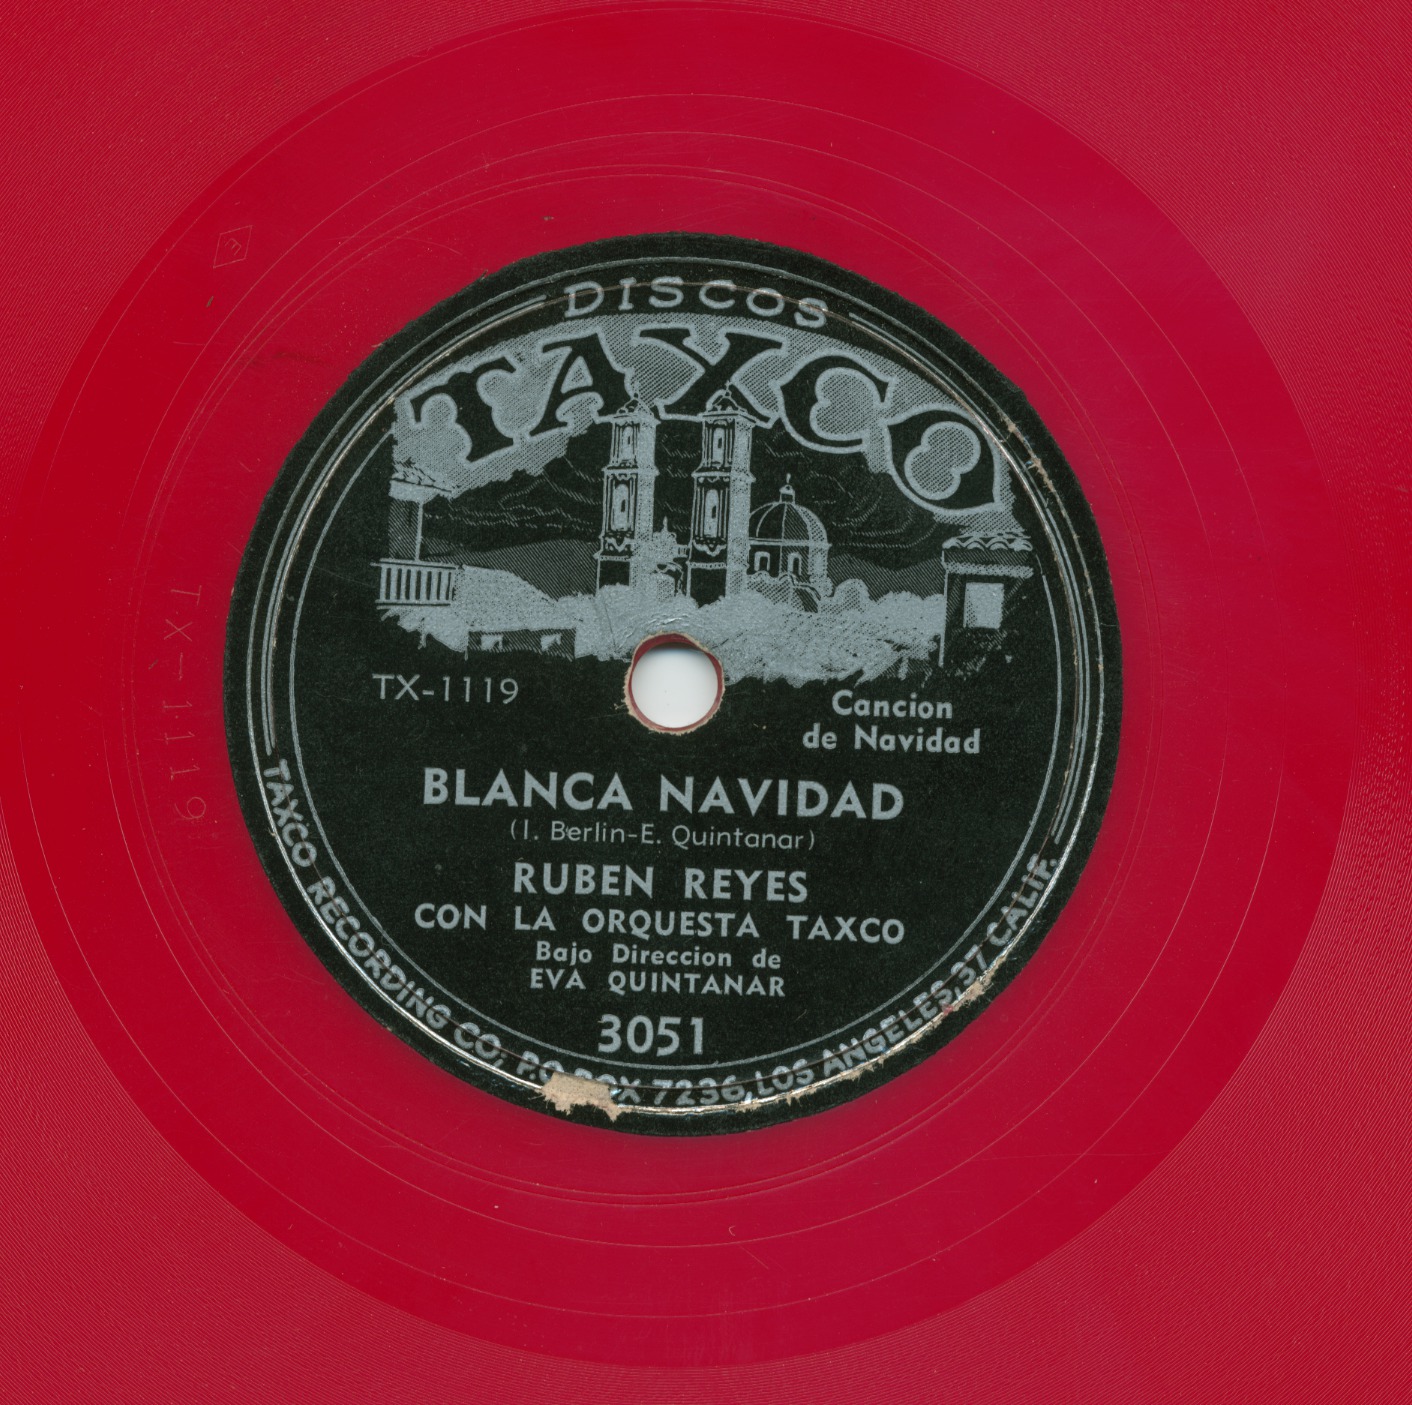 DISCOS
TAXCO
TX-1119
Cancion
de Navidad
BLANCA NAVIDAD
(I. Berlin-E. Quintanar)
RUBEN REYES
CON LA ORQUESTA TAXCO
Bajo Direccion de
EVA QUINTANAR
3051
TAXCO RECORDING CO; P.O. BOX 7236, LOS ANGELES, 37 CALIF.
TX-1119